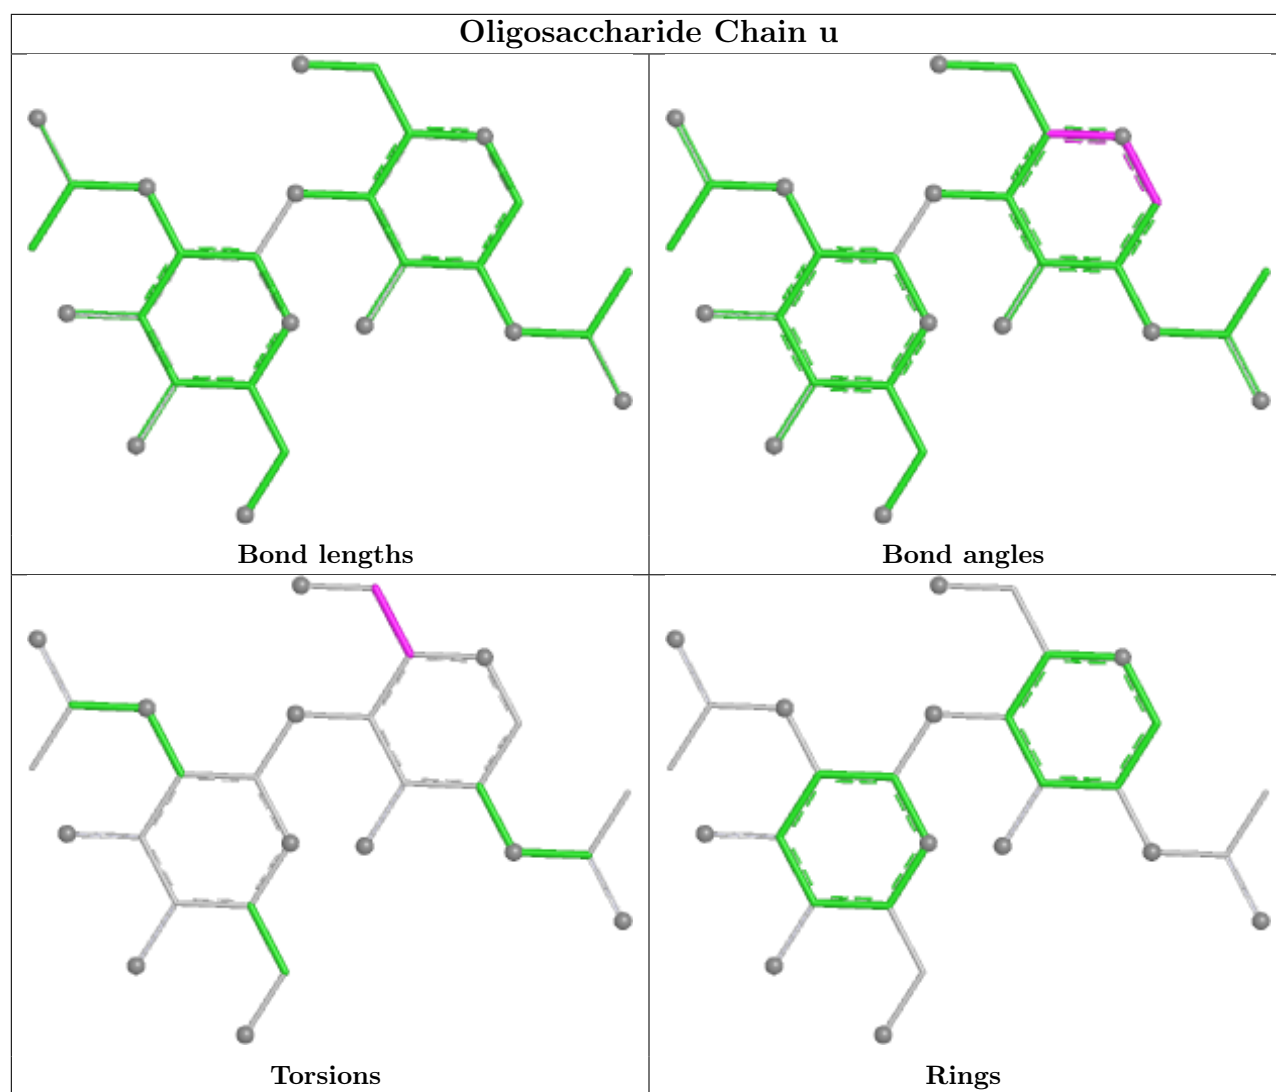 Oligosaccharide Chain u
Bond lengths
Bond angles
Torsions
Rings